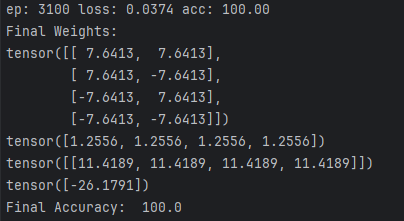 ep: 3100 loss: 0.0374 acc: 100.00
Final Weights:
tensor([[ 7.6413,  7.6413],
        [ 7.6413, -7.6413],
        [-7.6413,  7.6413],
        [-7.6413, -7.6413]])
tensor([1.2556, 1.2556, 1.2556, 1.2556])
tensor([[11.4189, 11.4189, 11.4189, 11.4189]])
tensor([-26.1791])
Final Accuracy:  100.0